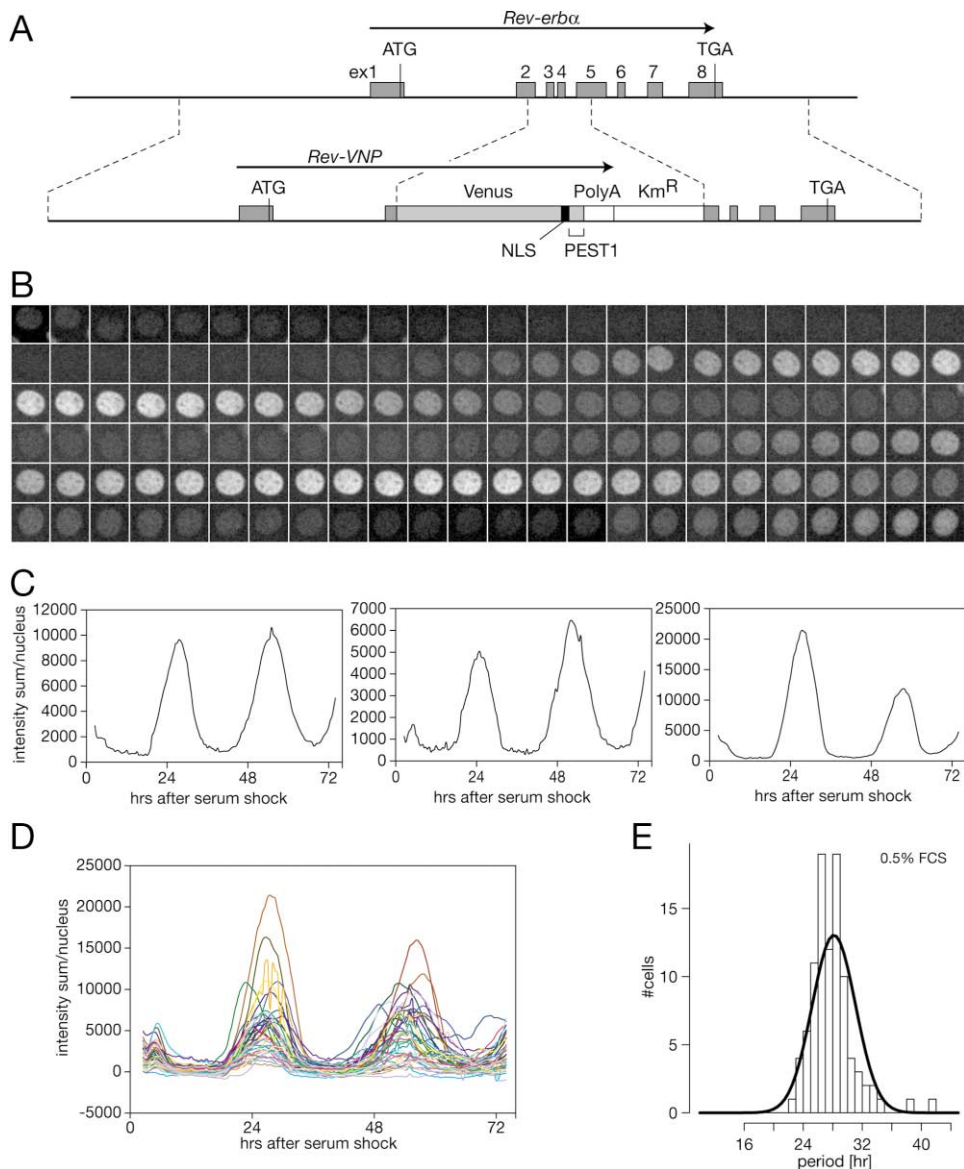 A
Rev-erbα
ATG
TGA
ex1 2 3 4 5 6 7 8
Rev-VNP
ATG
Venus
PolyA
KmR
TGA
NLS
PEST1
B
C
intensity sum/nucleus
12000
10000
8000
6000
4000
2000
0
0 24 48 72
hrs after serum shock
7000
6000
5000
4000
3000
2000
1000
0
0 24 48 72
hrs after serum shock
25000
20000
15000
10000
5000
0
0 24 48 72
hrs after serum shock
D
intensity sum/nucleus
25000
20000
15000
10000
5000
0
-5000
0 24 48 72
hrs after serum shock
E
0.5% FCS
#cells
15
10
5
0
16 24 32 40
period [hr]